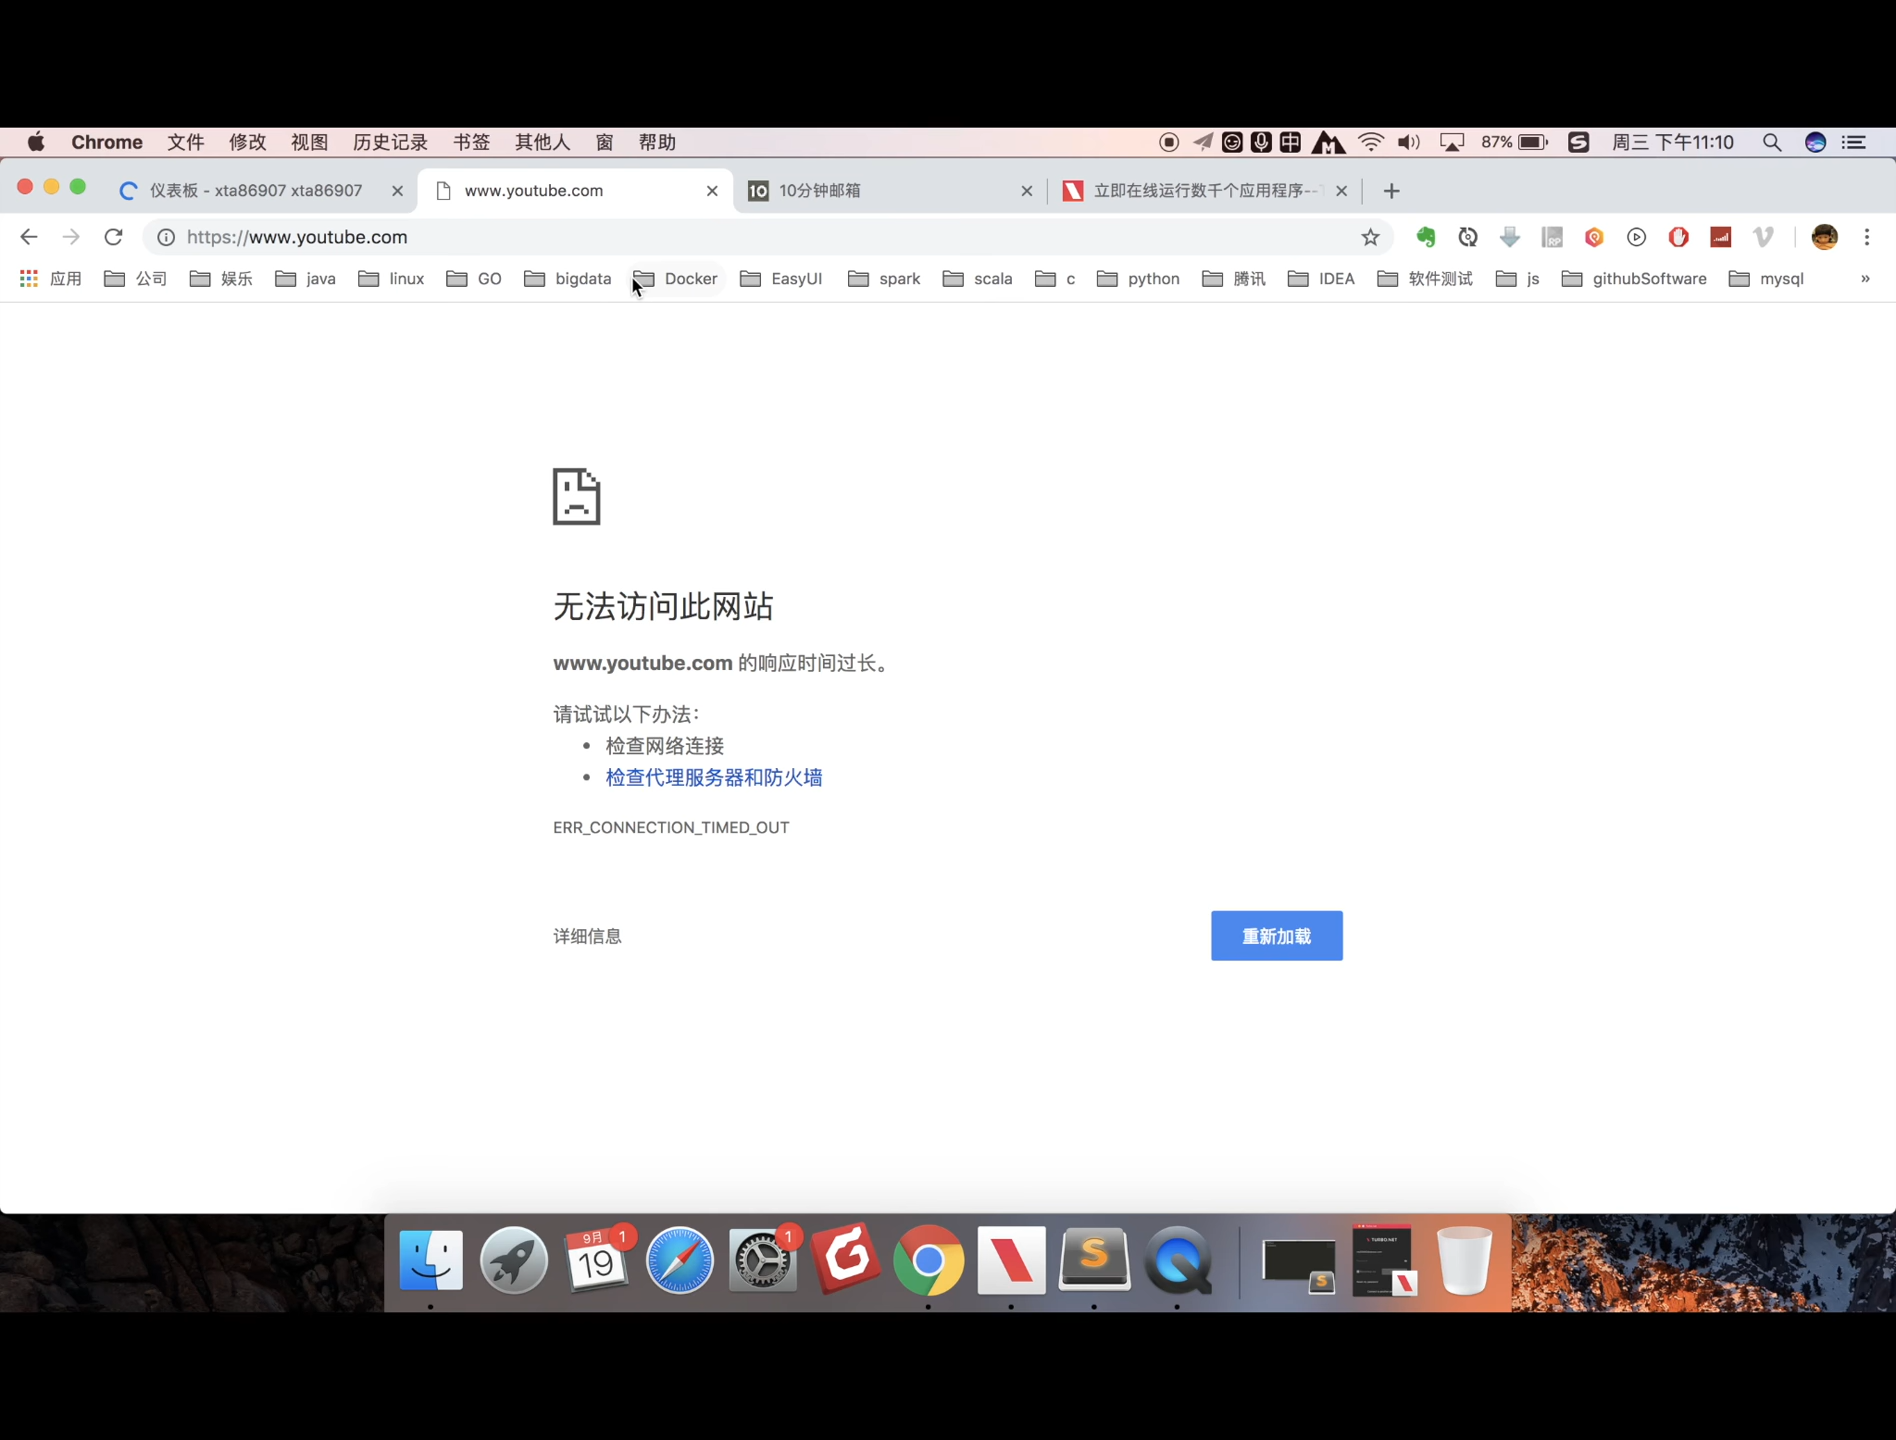 Chrome 文件 修改 视图 历史记录 书签 其他人 窗 帮助 中 87% 周三 下午11:10
仪表板 - xta86907 xta86907 www.youtube.com 10 10分钟邮箱 立即在线运行数千个应用程序--
https://www.youtube.com
应用 公司 娱乐 java linux GO bigdata Docker EasyUI spark scala c python 腾讯 IDEA 软件测试 js githubSoftware mysql »
无法访问此网站
www.youtube.com 的响应时间过长。
请试试以下办法：
• 检查网络连接
• 检查代理服务器和防火墙
ERR_CONNECTION_TIMED_OUT
详细信息 重新加载
9月 1 1 TURBO.NET
19